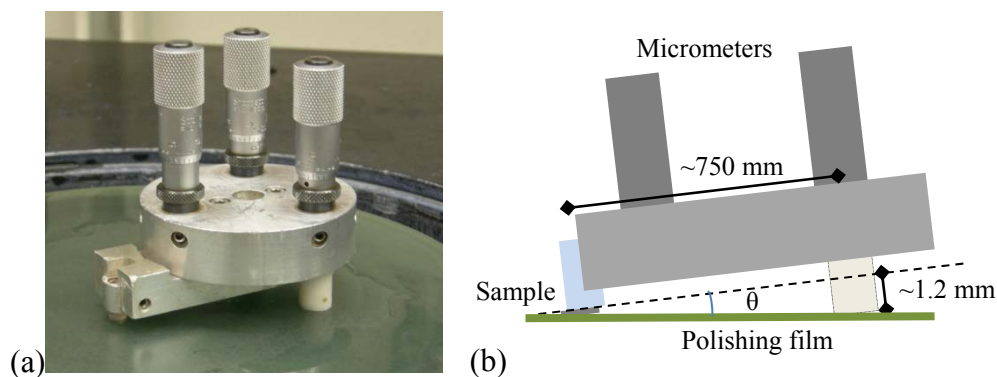 Micrometers
~750 mm
Sample
θ
~1.2 mm
Polishing film
(a)
(b)